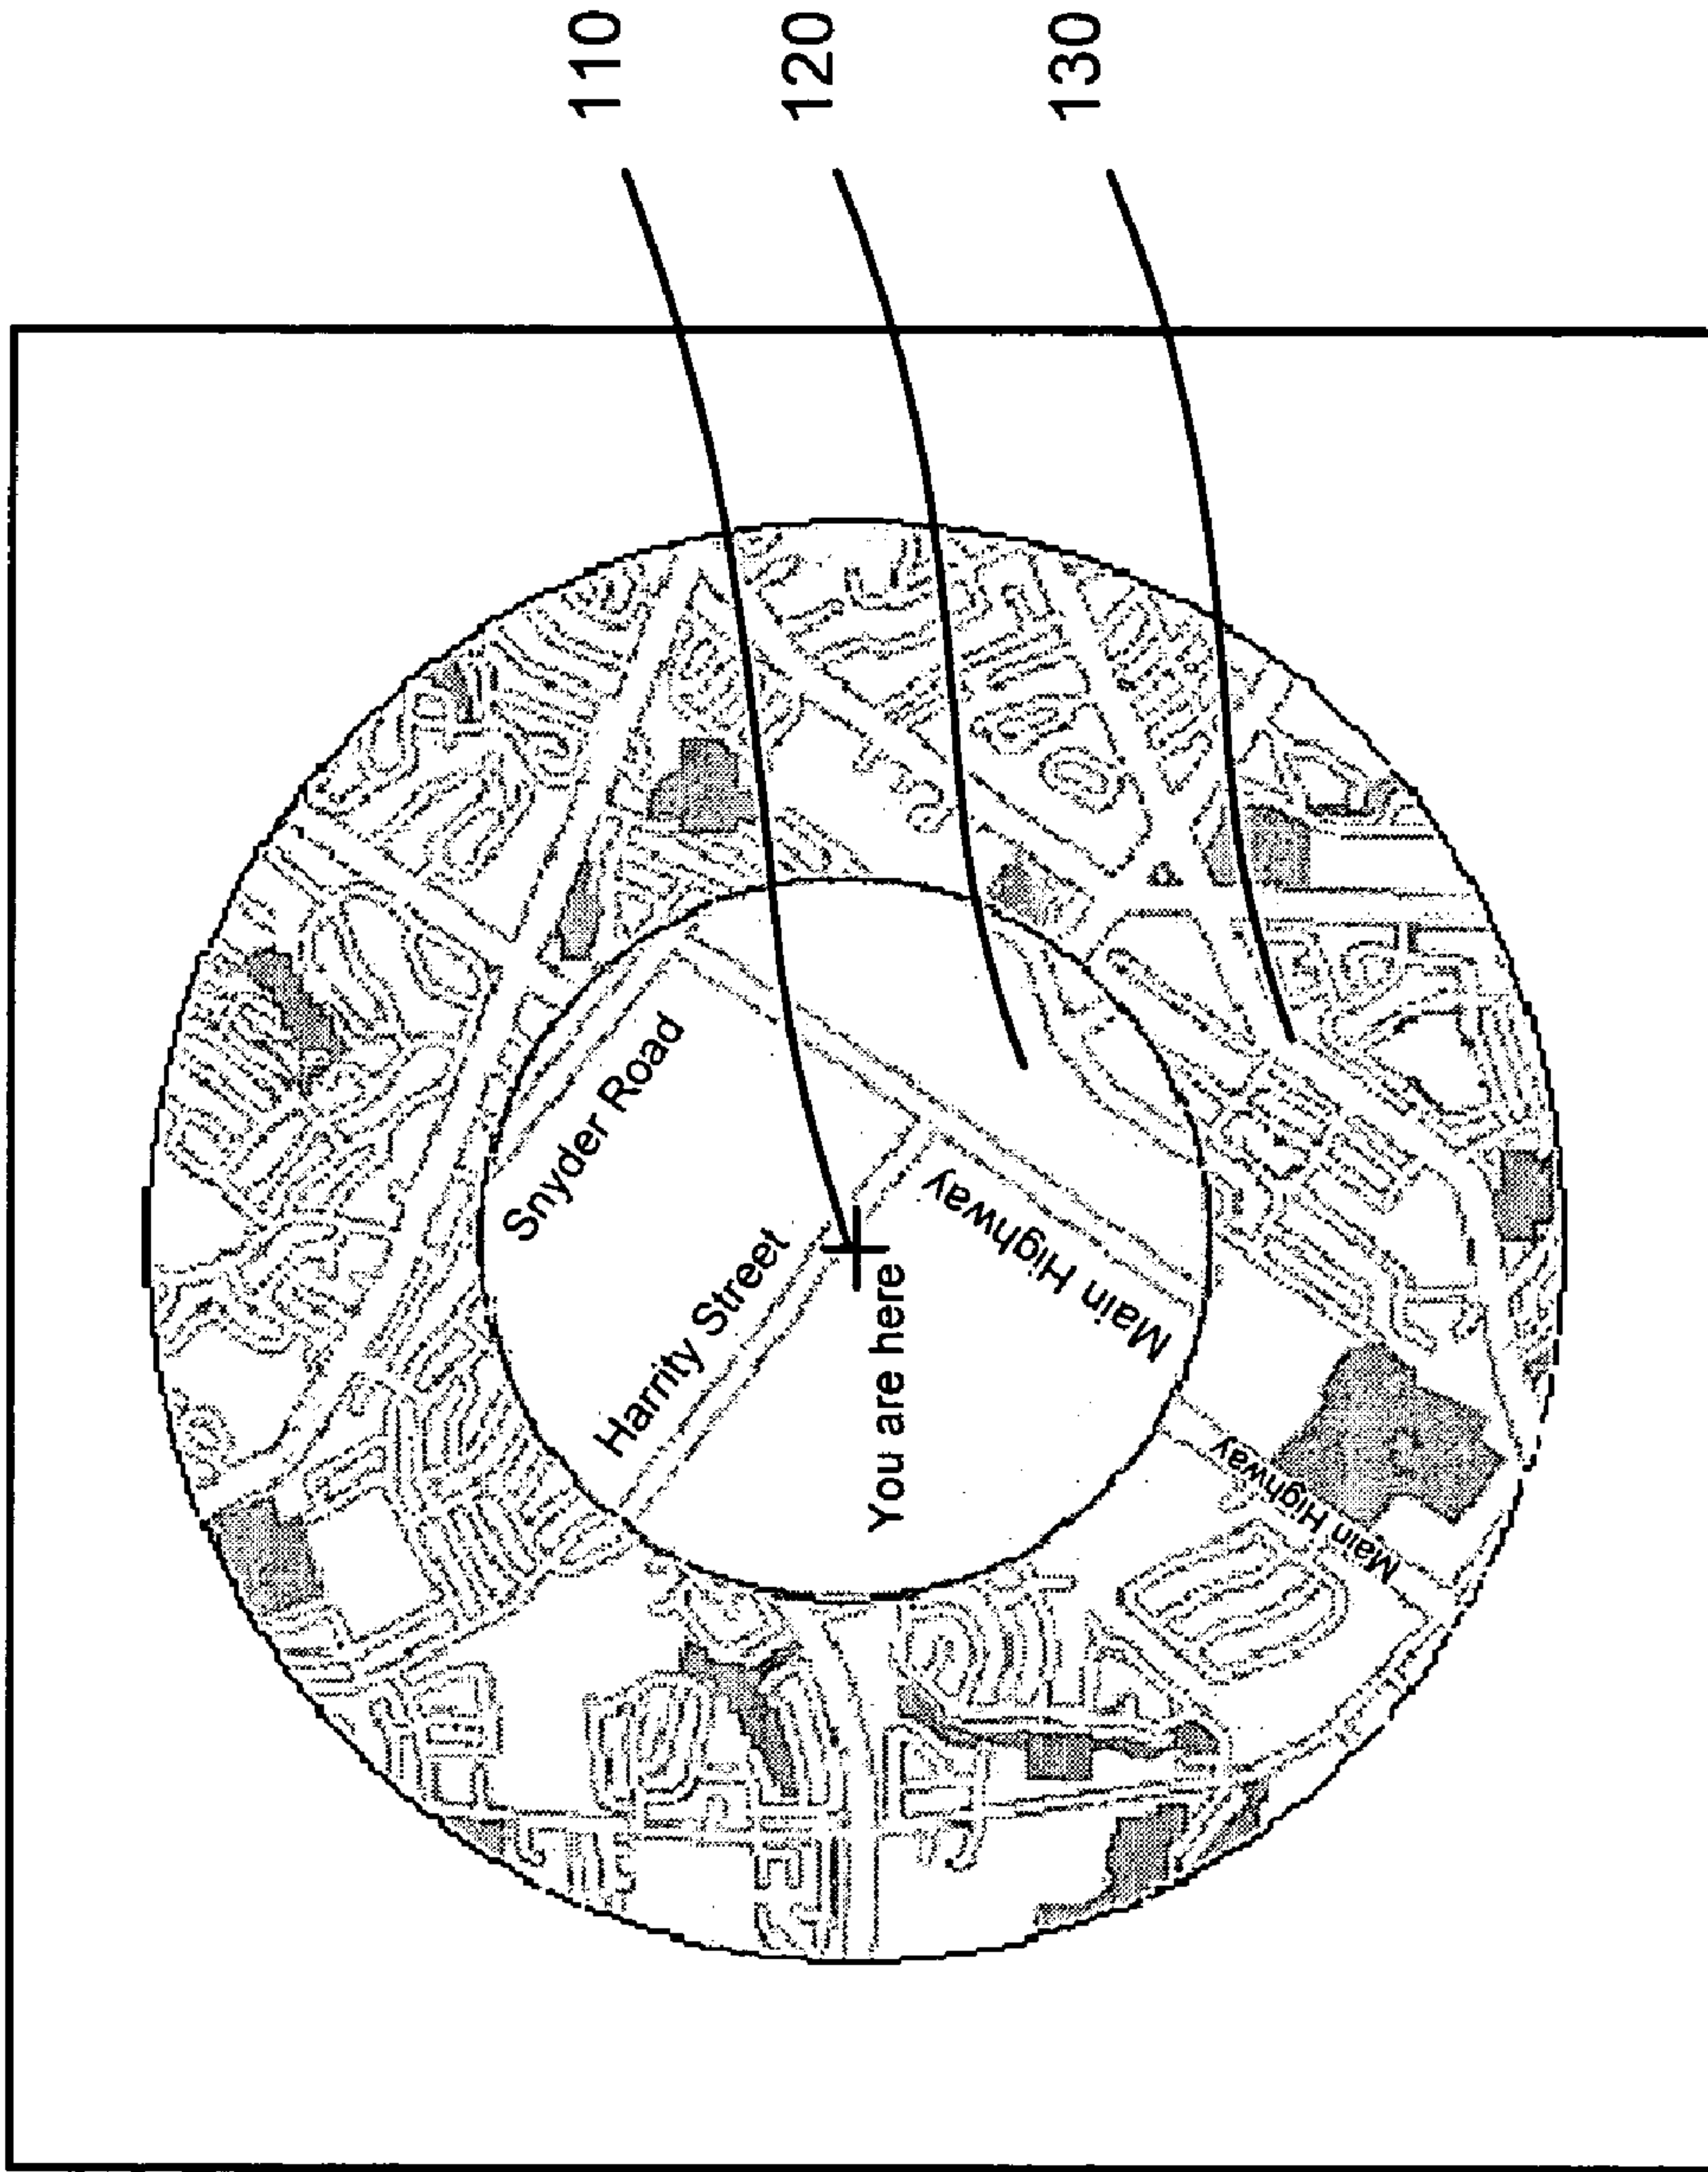 110
120
130
Snyder Road
Harrity Street
You are here
Main Highway
Main Highway